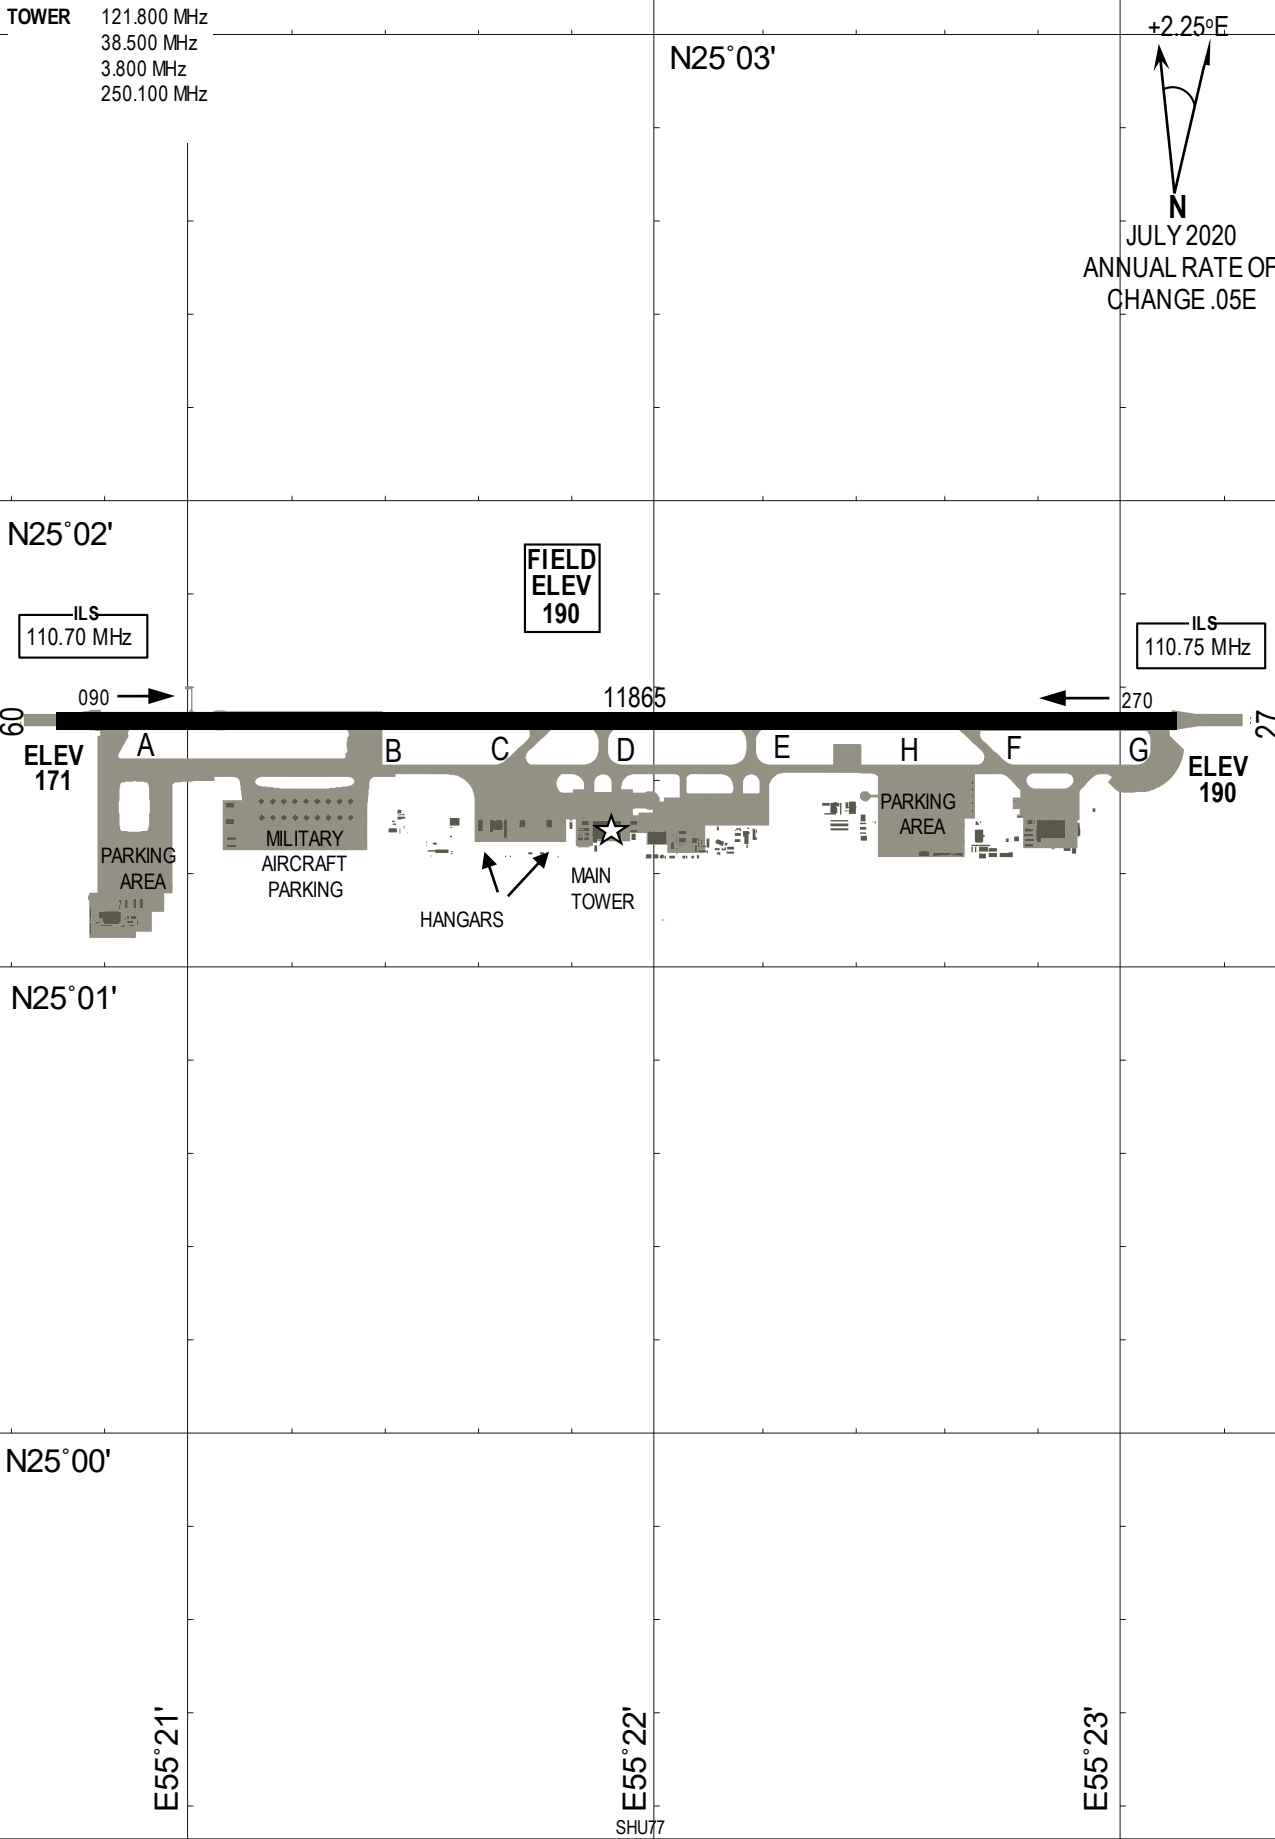 TOWER 121.800 MHz
38.500 MHz
3.800 MHz
250.100 MHz
N25°03'
+2.25°E
N
JULY 2020
ANNUAL RATE OF
CHANGE .05E
N25°02'
FIELD
ELEV
190
ILS
110.70 MHz
ILS
110.75 MHz
090
11865
270
09
27
ELEV
171
A
B
C
D
E
H
F
G
ELEV
190
PARKING
AREA
MILITARY
AIRCRAFT
PARKING
HANGARS
MAIN
TOWER
PARKING
AREA
N25°01'
N25°00'
E55°21'
E55°22'
E55°23'
SHU77